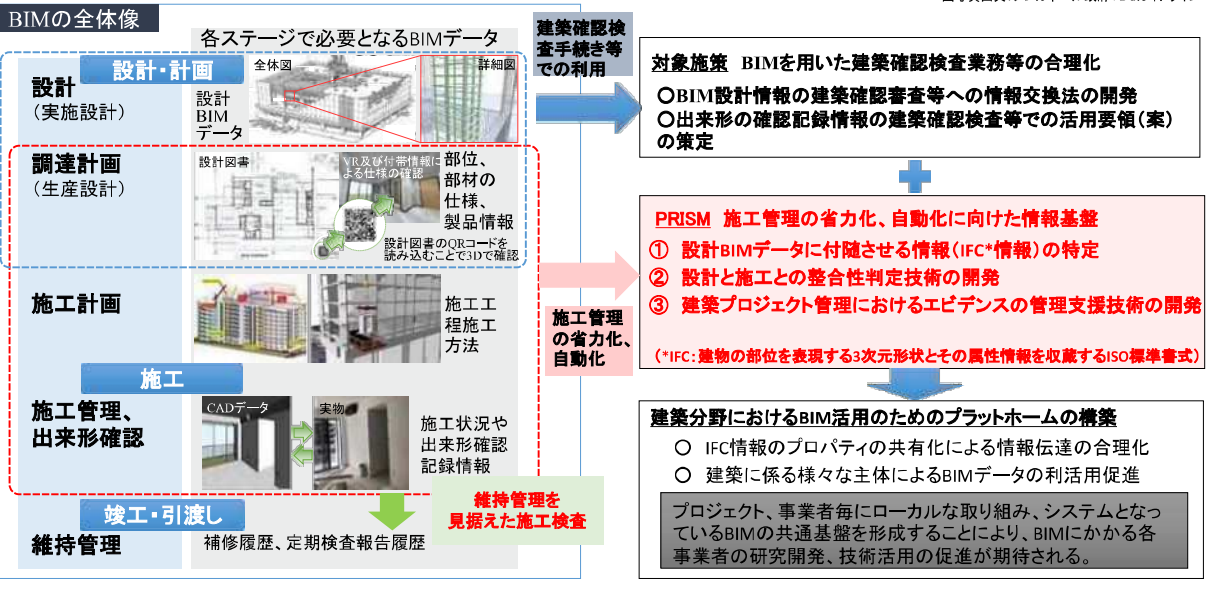 BIMの全体像
各ステージで必要となるBIMデータ
設計・計画
設計
（実施設計）
設計
BIM
データ
全体図
詳細図
調達計画
（生産設計）
設計図書
VR及び付帯情報に
よる仕様の確認
部位、
部材の
仕様、
製品情報
設計図書のQRコードを
読み込むことで3Dで確認
施工計画
施工工
程施工
方法
施工
施工管理、
出来形確認
CADデータ
実物
施工状況や
出来形確認
記録情報
竣工・引渡し
維持管理
補修履歴、定期検査報告履歴
維持管理を
見据えた施工検査
建築確認検
査手続き等
での利用
施工管理
の省力化、
自動化
対象施策 BIMを用いた建築確認検査業務等の合理化
○BIM設計情報の建築確認審査等への情報交換法の開発
○出来形の確認記録情報の建築確認検査等での活用要領（案）
の策定
PRISM 施工管理の省力化、自動化に向けた情報基盤
① 設計BIMデータに付随させる情報（IFC*情報）の特定
② 設計と施工との整合性判定技術の開発
③ 建築プロジェクト管理におけるエビデンスの管理支援技術の開発
（*IFC：建物の部位を表現する3次元形状とその属性情報を収蔵するISO標準書式）
建築分野におけるBIM活用のためのプラットホームの構築
○ IFC情報のプロパティの共有化による情報伝達の合理化
○ 建築に係る様々な主体によるBIMデータの利活用促進
プロジェクト、事業者毎にローカルな取り組み、システムとなっ
ているBIMの共通基盤を形成することにより、BIMにかかる各
事業者の研究開発、技術活用の促進が期待される。